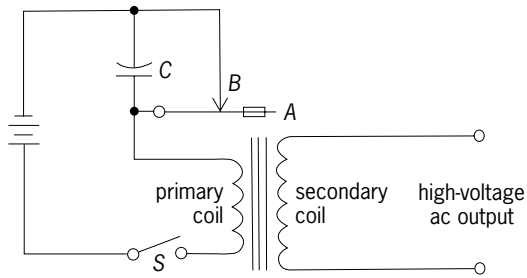 C
B
A
primary
coil
secondary
coil
high-voltage
ac output
S